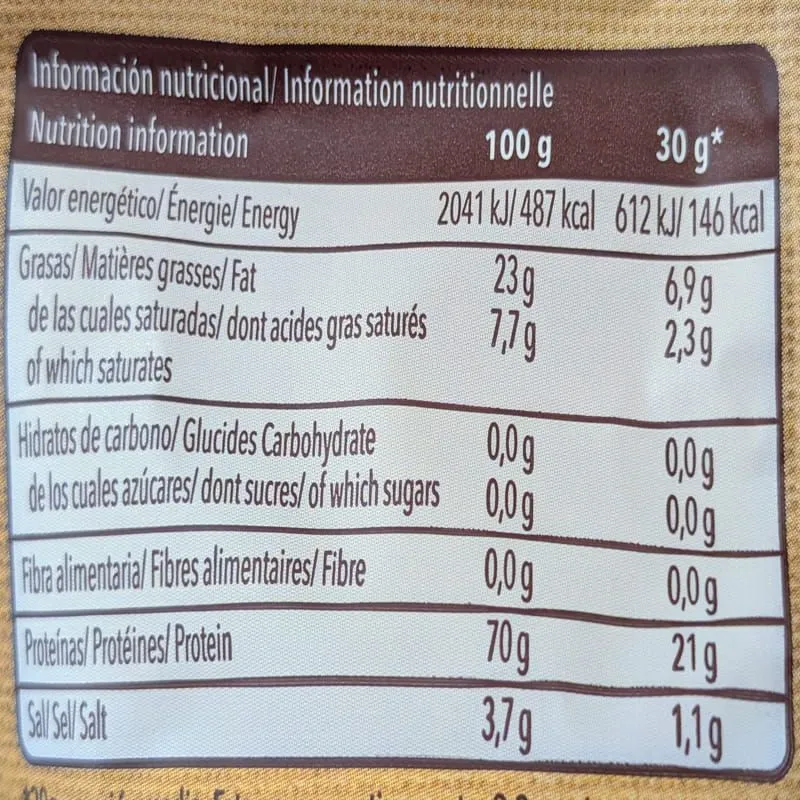 Información nutricional/ Information nutritionnelle
Nutrition information 100 g 30 g*
Valor energético/ Énergie/ Energy 2041 kJ/ 487 kcal 612 kJ/ 146 kcal
Grasas/ Matières grasses/ Fat 23 g 6,9 g
de las cuales saturadas/ dont acides gras saturés 7,7 g 2,3 g
of which saturates
Hidratos de carbono/ Glucides Carbohydrate 0,0 g 0,0 g
de los cuales azúcares/ dont sucres/ of which sugars 0,0 g 0,0 g
Fibra alimentaria/ Fibres alimentaires/ Fibre 0,0 g 0,0 g
Proteínas/ Protéines/ Protein 70 g 21 g
Sal/ Sel/ Salt 3,7 g 1,1 g